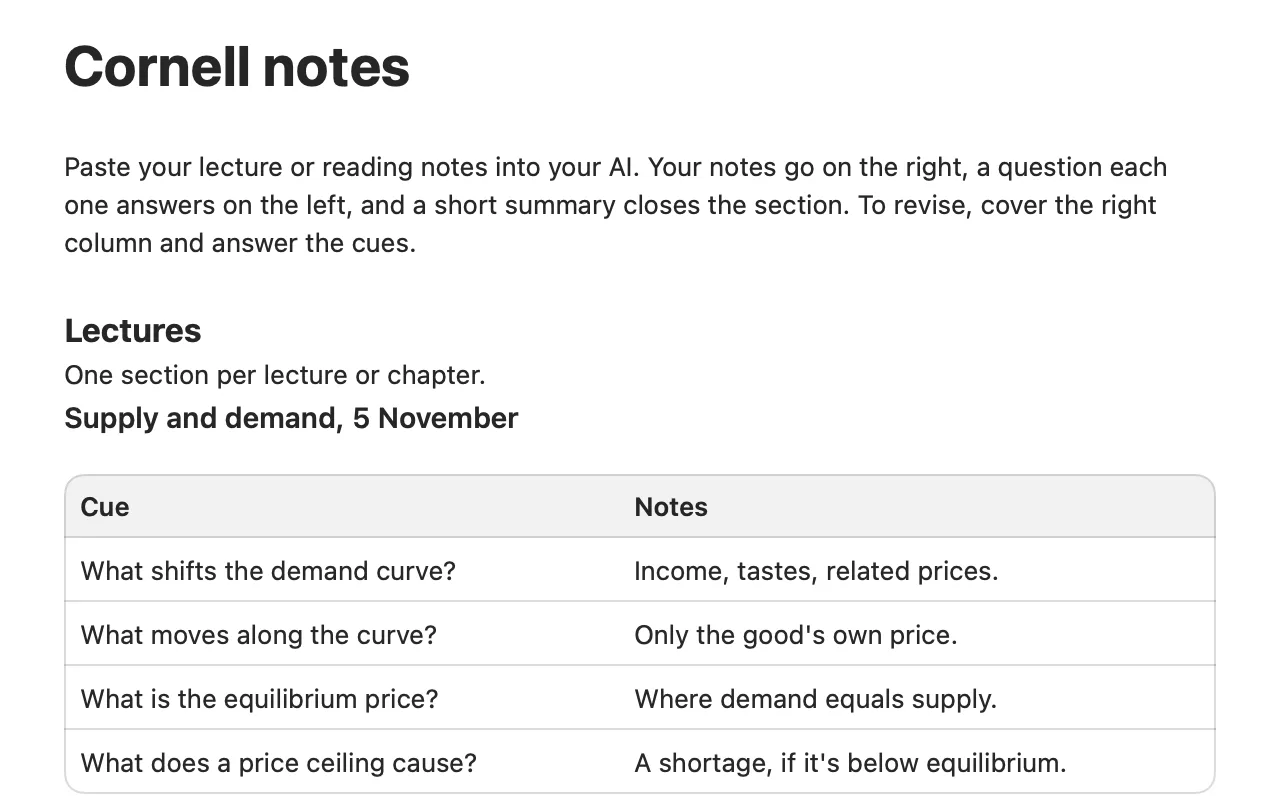 Cornell notes
Paste your lecture or reading notes into your AI. Your notes go on the right, a question each
one answers on the left, and a short summary closes the section. To revise, cover the right
column and answer the cues.
Lectures
One section per lecture or chapter.
Supply and demand, 5 November
Cue Notes
What shifts the demand curve? Income, tastes, related prices.
What moves along the curve? Only the good's own price.
What is the equilibrium price? Where demand equals supply.
What does a price ceiling cause? A shortage, if it's below equilibrium.